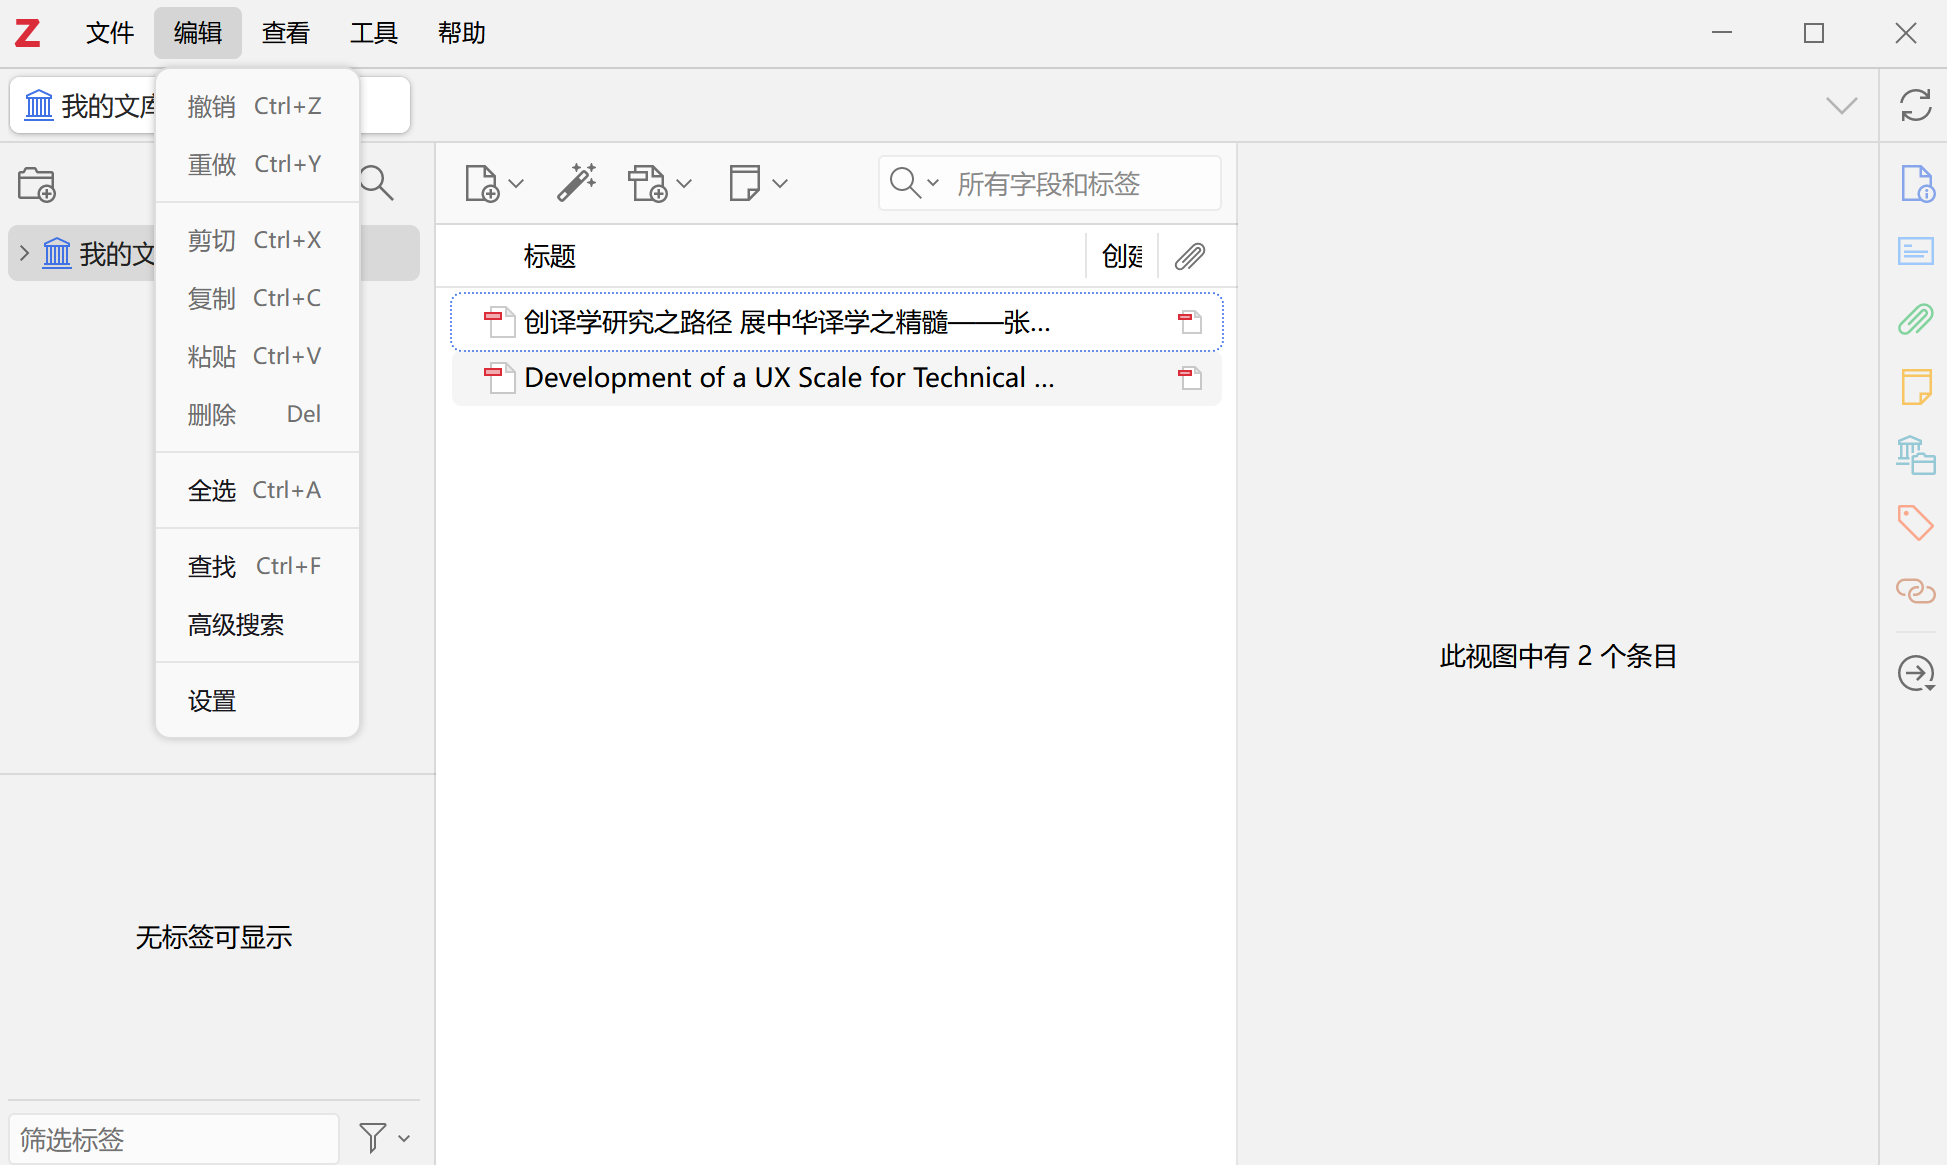 Z 文件 编辑 查看 工具 帮助
我的文库
撤销 Ctrl+Z
重做 Ctrl+Y
剪切 Ctrl+X
复制 Ctrl+C
粘贴 Ctrl+V
删除 Del
全选 Ctrl+A
查找 Ctrl+F
高级搜索
设置
我的文
所有字段和标签
标题 创建
创译学研究之路径 展中华译学之精髓——张...
Development of a UX Scale for Technical ...
此视图中有 2 个条目
无标签可显示
筛选标签